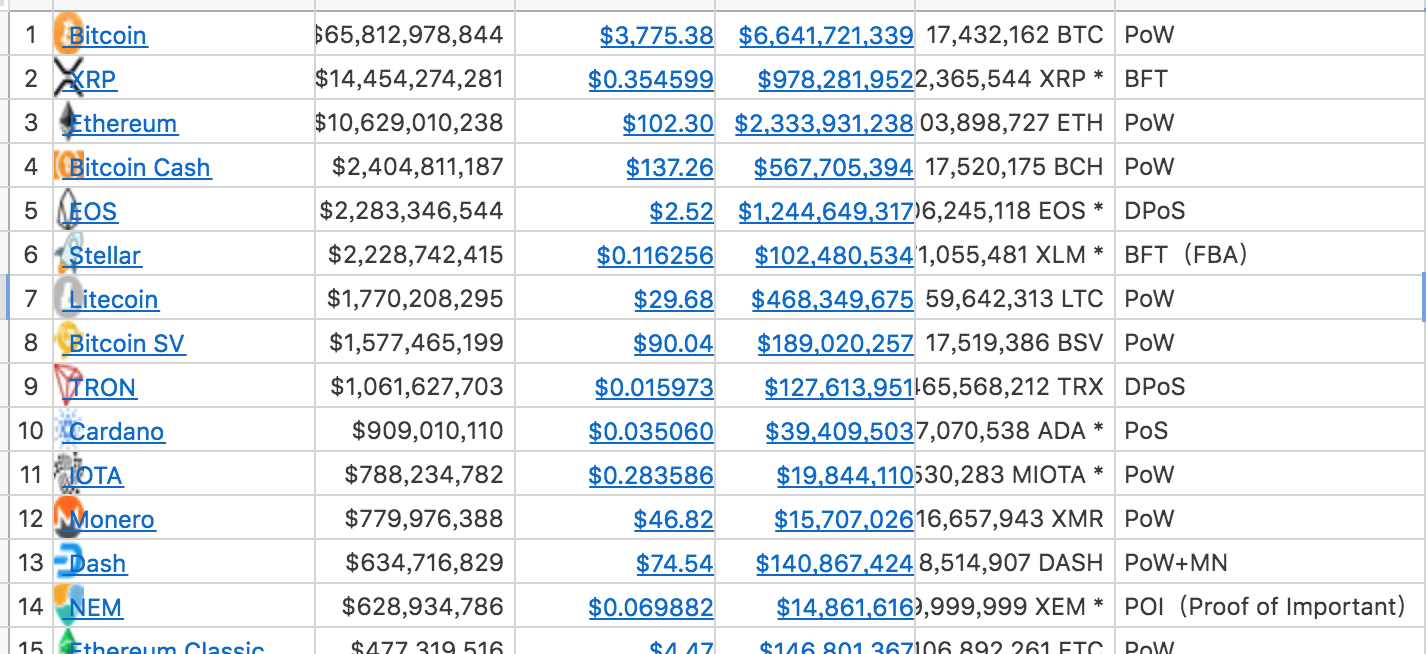 1 Bitcoin $65,812,978,844 $3,775.38 $6,641,721,339 17,432,162 BTC PoW
2 XRP $14,454,274,281 $0.354599 $978,281,952 2,365,544 XRP * BFT
3 Ethereum $10,629,010,238 $102.30 $2,333,931,238 03,898,727 ETH PoW
4 Bitcoin Cash $2,404,811,187 $137.26 $567,705,394 17,520,175 BCH PoW
5 EOS $2,283,346,544 $2.52 $1,244,649,317 06,245,118 EOS * DPoS
6 Stellar $2,228,742,415 $0.116256 $102,480,534 1,055,481 XLM * BFT（FBA）
7 Litecoin $1,770,208,295 $29.68 $468,349,675 59,642,313 LTC PoW
8 Bitcoin SV $1,577,465,199 $90.04 $189,020,257 17,519,386 BSV PoW
9 TRON $1,061,627,703 $0.015973 $127,613,951 465,568,212 TRX DPoS
10 Cardano $909,010,110 $0.035060 $39,409,503 7,070,538 ADA * PoS
11 IOTA $788,234,782 $0.283586 $19,844,110 530,283 MIOTA * PoW
12 Monero $779,976,388 $46.82 $15,707,026 16,657,943 XMR PoW
13 Dash $634,716,829 $74.54 $140,867,424 8,514,907 DASH PoW+MN
14 NEM $628,934,786 $0.069882 $14,861,616 9,999,999 XEM * POI（Proof of Important）
15 Ethereum Classic $477,319,516 $4.47 $146,801,367 106,892,261 ETC PoW